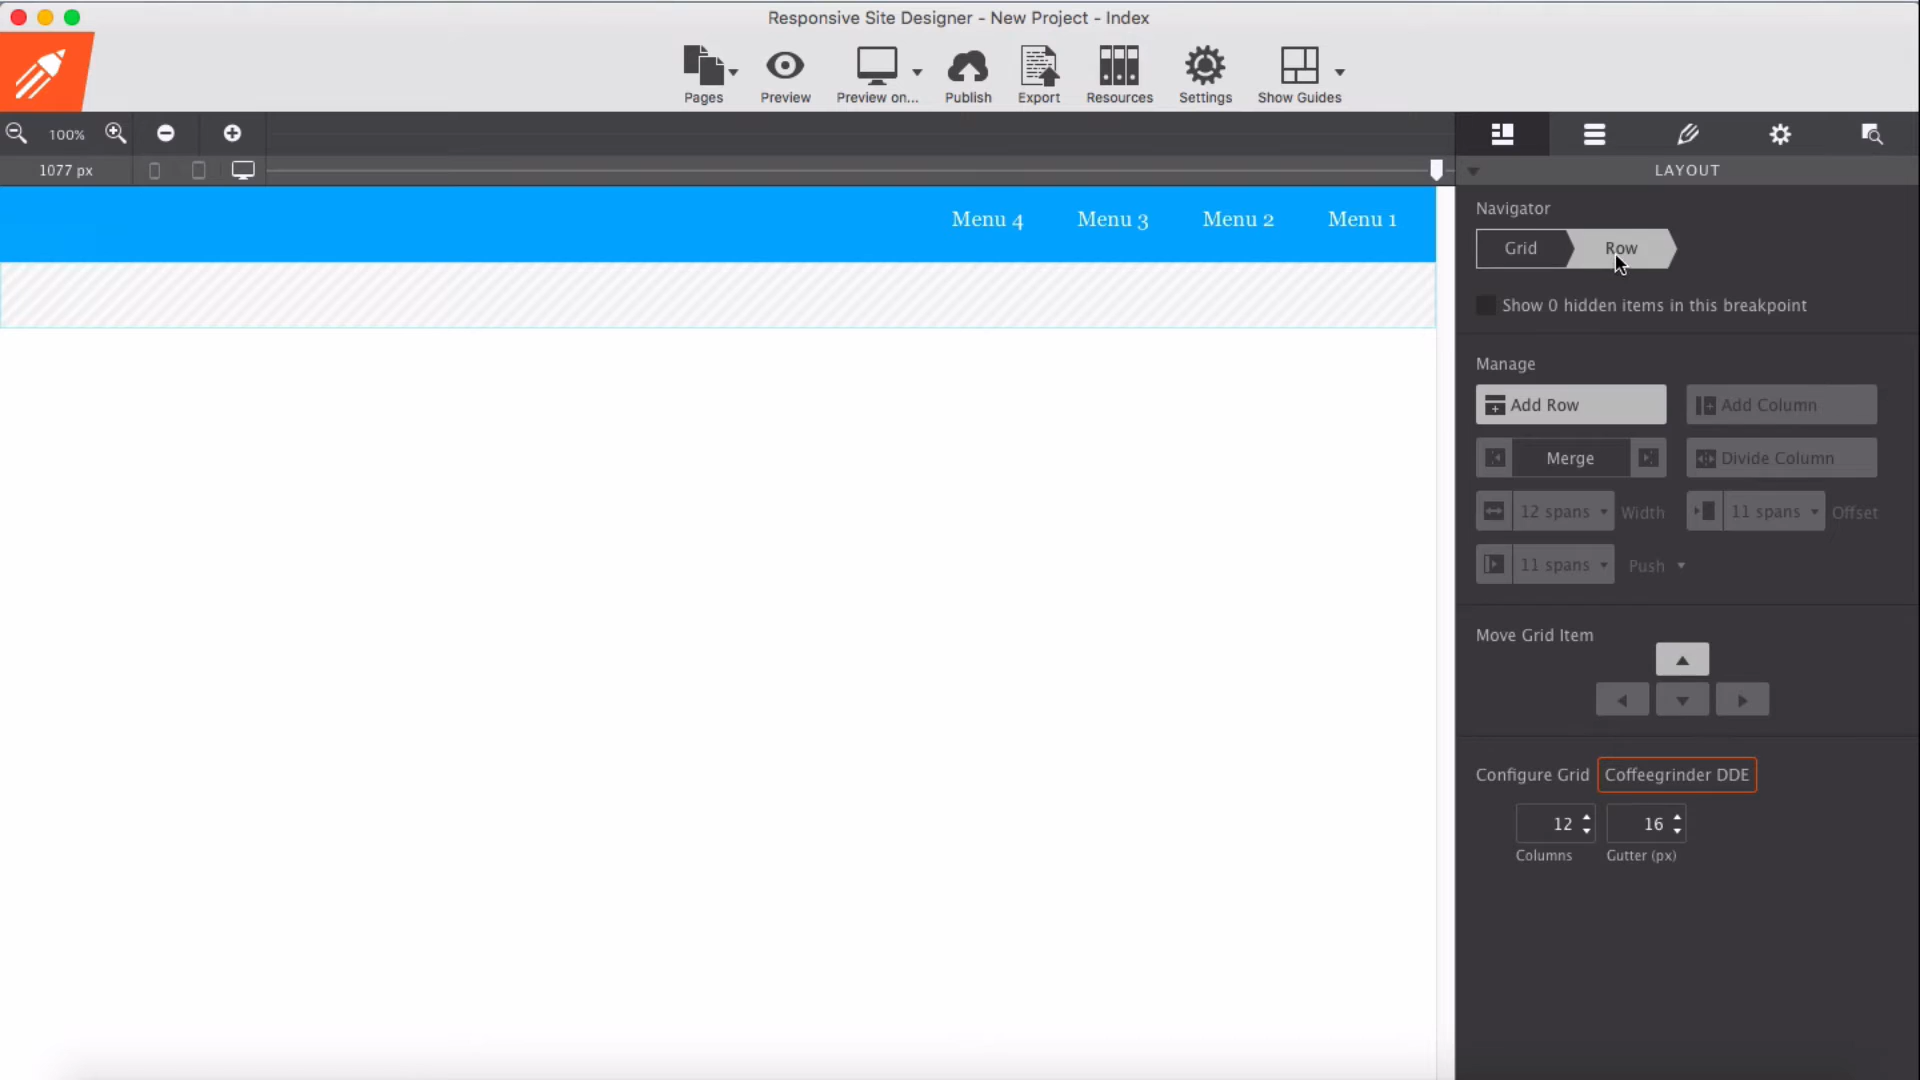 Responsive Site Designer - New Project - Index
Pages
Preview
Preview on...
Publish
Export
Resources
Settings
Show Guides
100%
1077 px
LAYOUT
Menu 4
Menu 3
Menu 2
Menu 1
Navigator
Grid
Row
Show 0 hidden items in this breakpoint
Manage
Add Row
Add Column
Merge
Divide Column
12 spans
Width
11 spans
Offset
11 spans
Push
Move Grid Item
Configure Grid
Coffeegrinder DDE
12
16
Columns
Gutter (px)